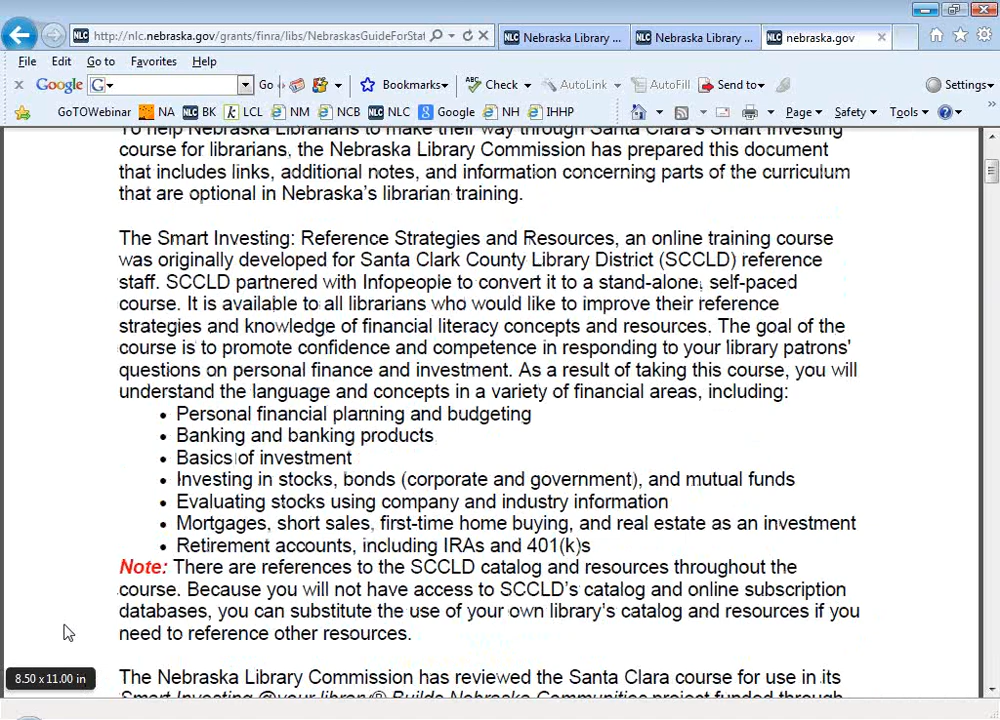 http://nlc.nebraska.gov/grants/finra/libs/NebraskasGuideForStat
NLC Nebraska Library ...
NLC Nebraska Library ...
NLC nebraska.gov
File Edit View Go to Favorites Help
x Google G Go Bookmarks Check AutoLink AutoFill Send to Settings
GoTOWebinar NA NLC BK k LCL NM NCB NLC Google NH IHHP Page Safety Tools
To help Nebraska Librarians to make their way through Santa Clara's Smart Investing
course for librarians, the Nebraska Library Commission has prepared this document
that includes links, additional notes, and information concerning parts of the curriculum
that are optional in Nebraska's librarian training.
The Smart Investing: Reference Strategies and Resources, an online training course
was originally developed for Santa Clark County Library District (SCCLD) reference
staff. SCCLD partnered with Infopeople to convert it to a stand-alone, self-paced
course. It is available to all librarians who would like to improve their reference
strategies and knowledge of financial literacy concepts and resources. The goal of the
course is to promote confidence and competence in responding to your library patrons'
questions on personal finance and investment. As a result of taking this course, you will
understand the language and concepts in a variety of financial areas, including:
• Personal financial planning and budgeting
• Banking and banking products
• Basics of investment
• Investing in stocks, bonds (corporate and government), and mutual funds
• Evaluating stocks using company and industry information
• Mortgages, short sales, first-time home buying, and real estate as an investment
• Retirement accounts, including IRAs and 401(k)s
Note: There are references to the SCCLD catalog and resources throughout the
course. Because you will not have access to SCCLD's catalog and online subscription
databases, you can substitute the use of your own library's catalog and resources if you
need to reference other resources.
8.50 x 11.00 in
The Nebraska Library Commission has reviewed the Santa Clara course for use in its
Smart Investing @your library® Builds Nebraska Communities project funded through